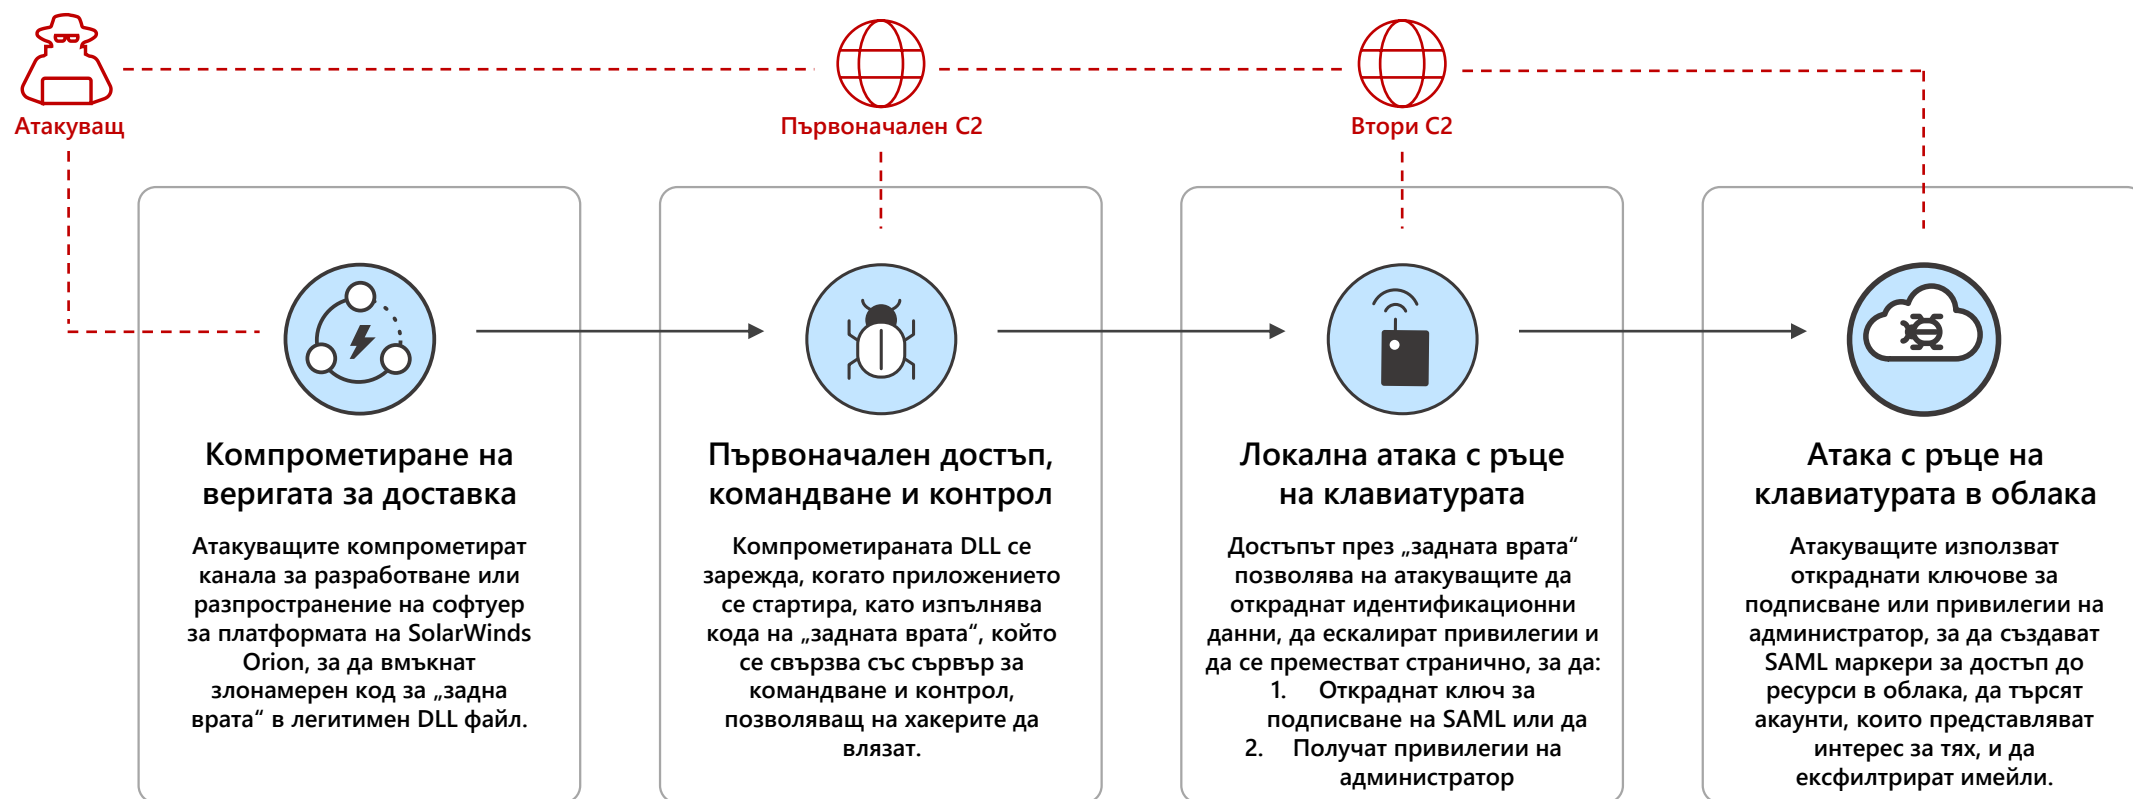 Атакуващ
Първоначален C2
Втори C2
Компрометиране на
веригата за доставка
Атакуващите компрометират
канала за разработване или
разпространение на софтуер
за платформата на SolarWinds
Orion, за да вмъкнат
злонамерен код за „задна
врата“ в легитимен DLL файл.
Първоначален достъп,
командване и контрол
Компрометираната DLL се
зарежда, когато приложението
се стартира, като изпълнява
кода на „задната врата“, който
се свързва със сървър за
командване и контрол,
позволяващ на хакерите да
влязат.
Локална атака с ръце
на клавиатурата
Достъпът през „задната врата“
позволява на атакуващите да
откраднат идентификационни
данни, да ескалират привилегии и
да се преместват странично, за да:
1. Откраднат ключ за
подписване на SAML или да
2. Получат привилегии на
администратор
Атака с ръце на
клавиатурата в облака
Атакуващите използват
откраднати ключове за
подписване или привилегии на
администратор, за да създават
SAML маркери за достъп до
ресурси в облака, да търсят
акаунти, които представляват
интерес за тях, и да
ексфилтрират имейли.